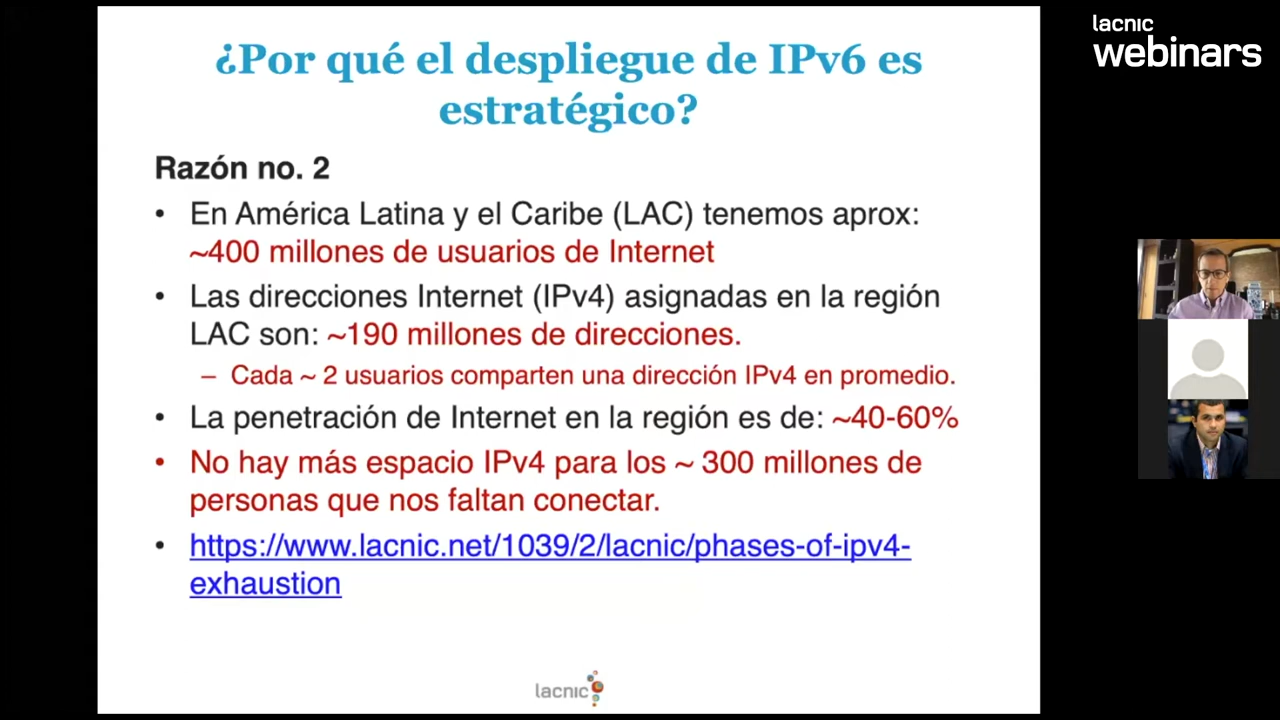 ¿Por qué el despliegue de IPv6 es
estratégico?
Razón no. 2
• En América Latina y el Caribe (LAC) tenemos aprox:
~400 millones de usuarios de Internet
• Las direcciones Internet (IPv4) asignadas en la región
LAC son: ~190 millones de direcciones.
– Cada ~ 2 usuarios comparten una dirección IPv4 en promedio.
• La penetración de Internet en la región es de: ~40-60%
• No hay más espacio IPv4 para los ~ 300 millones de
personas que nos faltan conectar.
• https://www.lacnic.net/1039/2/lacnic/phases-of-ipv4-
exhaustion
lacnic
lacnic
webinars